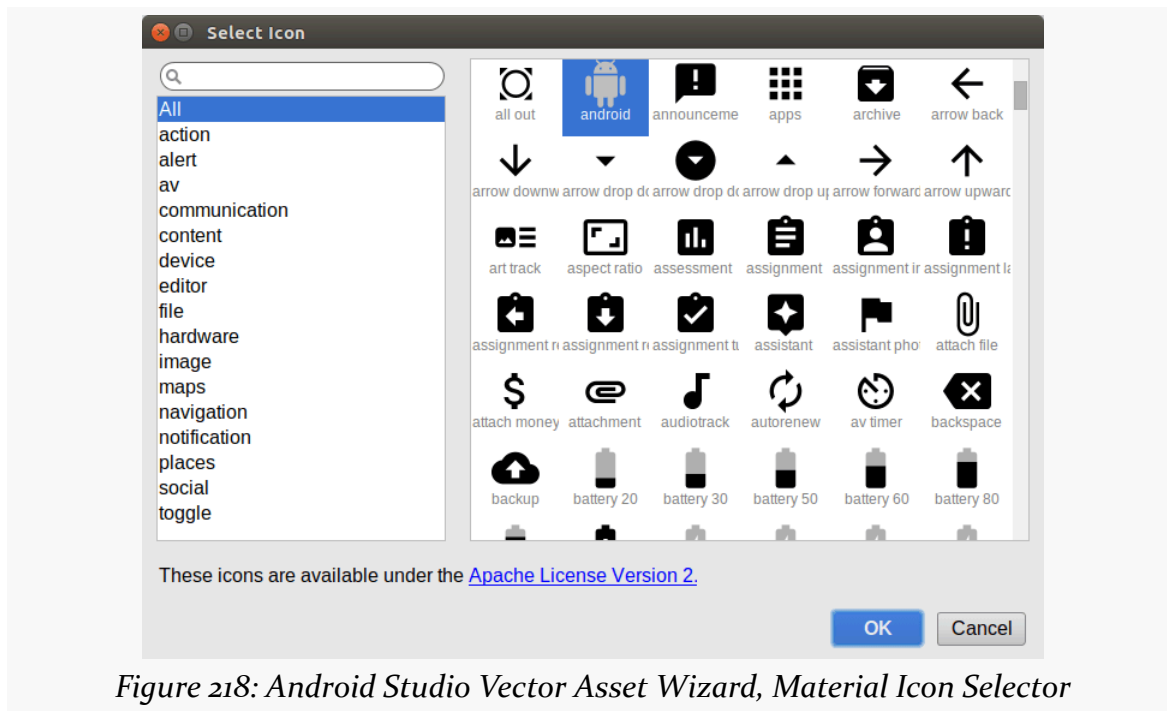 Select Icon
All
action
alert
av
communication
content
device
editor
file
hardware
image
maps
navigation
notification
places
social
toggle
all out android announceme apps archive arrow back
arrow downw arrow drop do arrow drop do arrow drop up arrow forward arrow upward
art track aspect ratio assessment assignment assignment in assignment la
assignment re assignment re assignment tu assistant assistant phot attach file
attach money attachment audiotrack autorenew av timer backspace
backup battery 20 battery 30 battery 50 battery 60 battery 80
These icons are available under the Apache License Version 2.
OK Cancel
Figure 218: Android Studio Vector Asset Wizard, Material Icon Selector